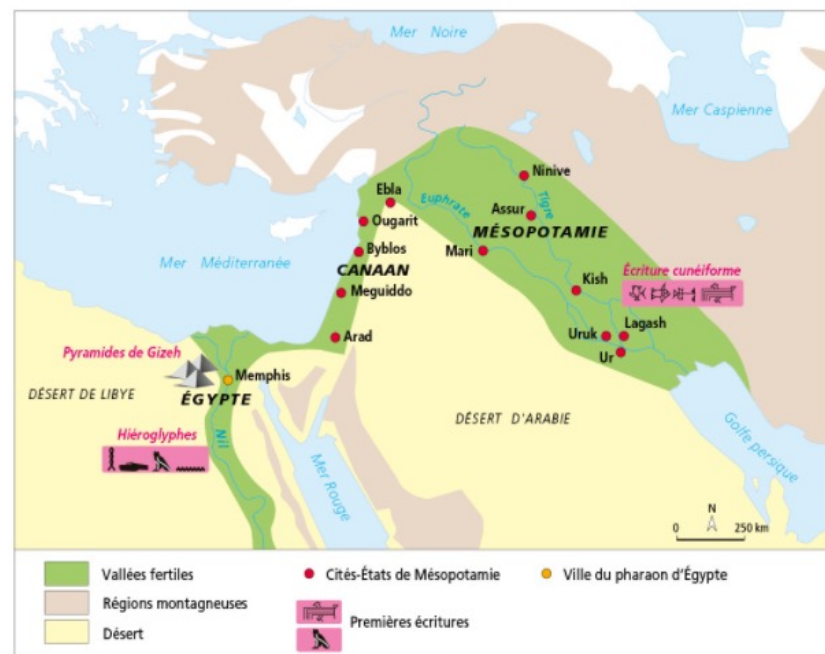 Mer Noire
Mer Caspienne
Ninive
Ebla
Euphrate
Tigre
Assur
Ougarit
MÉSOPOTAMIE
Byblos
Mari
Mer Méditerranée
CANAAN
Écriture cunéiforme
Kish
Meguiddo
Uruk
Lagash
Arad
Ur
Pyramides de Gizeh
Memphis
DÉSERT DE LIBYE
ÉGYPTE
DÉSERT D'ARABIE
Golfe persique
Hiéroglyphes
Nil
Mer Rouge
N
0 250 km
Vallées fertiles
Cités-États de Mésopotamie
Ville du pharaon d'Égypte
Régions montagneuses
Premières écritures
Désert